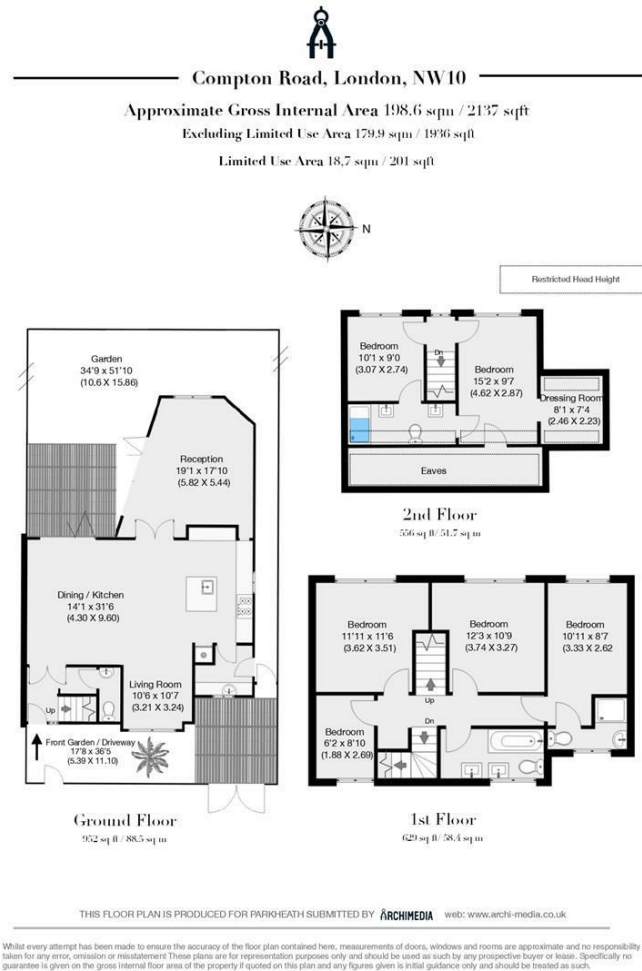 Compton Road, London, NW10
Approximate Gross Internal Area 198.6 sqm / 2137 sqft
Excluding Limited Use Area 179.9 sqm / 1936 sqft
Limited Use Area 18,7 sqm / 201 sqft
N
Restricted Head Height
Garden
34'9 x 51'10
(10.6 X 15.86)
Reception
19'1 x 17'10
(5.82 X 5.44)
Dining / Kitchen
14'1 x 31'6
(4.30 X 9.60)
Living Room
10'6 x 10'7
(3.21 X 3.24)
Up
Front Garden / Driveway
17'8 x 36'5
(5.39 X 11.10)
Ground Floor
952 sq ft / 88.5 sq m
Bedroom
10'1 x 9'0
(3.07 X 2.74)
Dn
Bedroom
15'2 x 9'7
(4.62 X 2.87)
Dressing Room
8'1 x 7'4
(2.46 X 2.23)
Eaves
2nd Floor
556 sq ft / 51.7 sq m
Bedroom
11'11 x 11'6
(3.62 X 3.51)
Bedroom
12'3 x 10'9
(3.74 X 3.27)
Bedroom
10'11 x 8'7
(3.33 X 2.62
Up
Dn
Bedroom
6'2 x 8'10
(1.88 X 2.69)
1st Floor
629 sq ft / 58.4 sq m
THIS FLOOR PLAN IS PRODUCED FOR PARKHEATH SUBMITTED BY ARCHIMEDIA web: www.archi-media.co.uk
Whilst every attempt has been made to ensure the accuracy of the floor plan contained here, measurements of doors, windows and rooms are approximate and no responsibility
taken for any error, omission or misstatement These plans are for representation purposes only and should be used as such by any prospective buyer or lease. Specifically no
guarantee is given on the gross internal floor area of the property if quoted on this plan and any figures given is initial guidance only and should be treated as such.